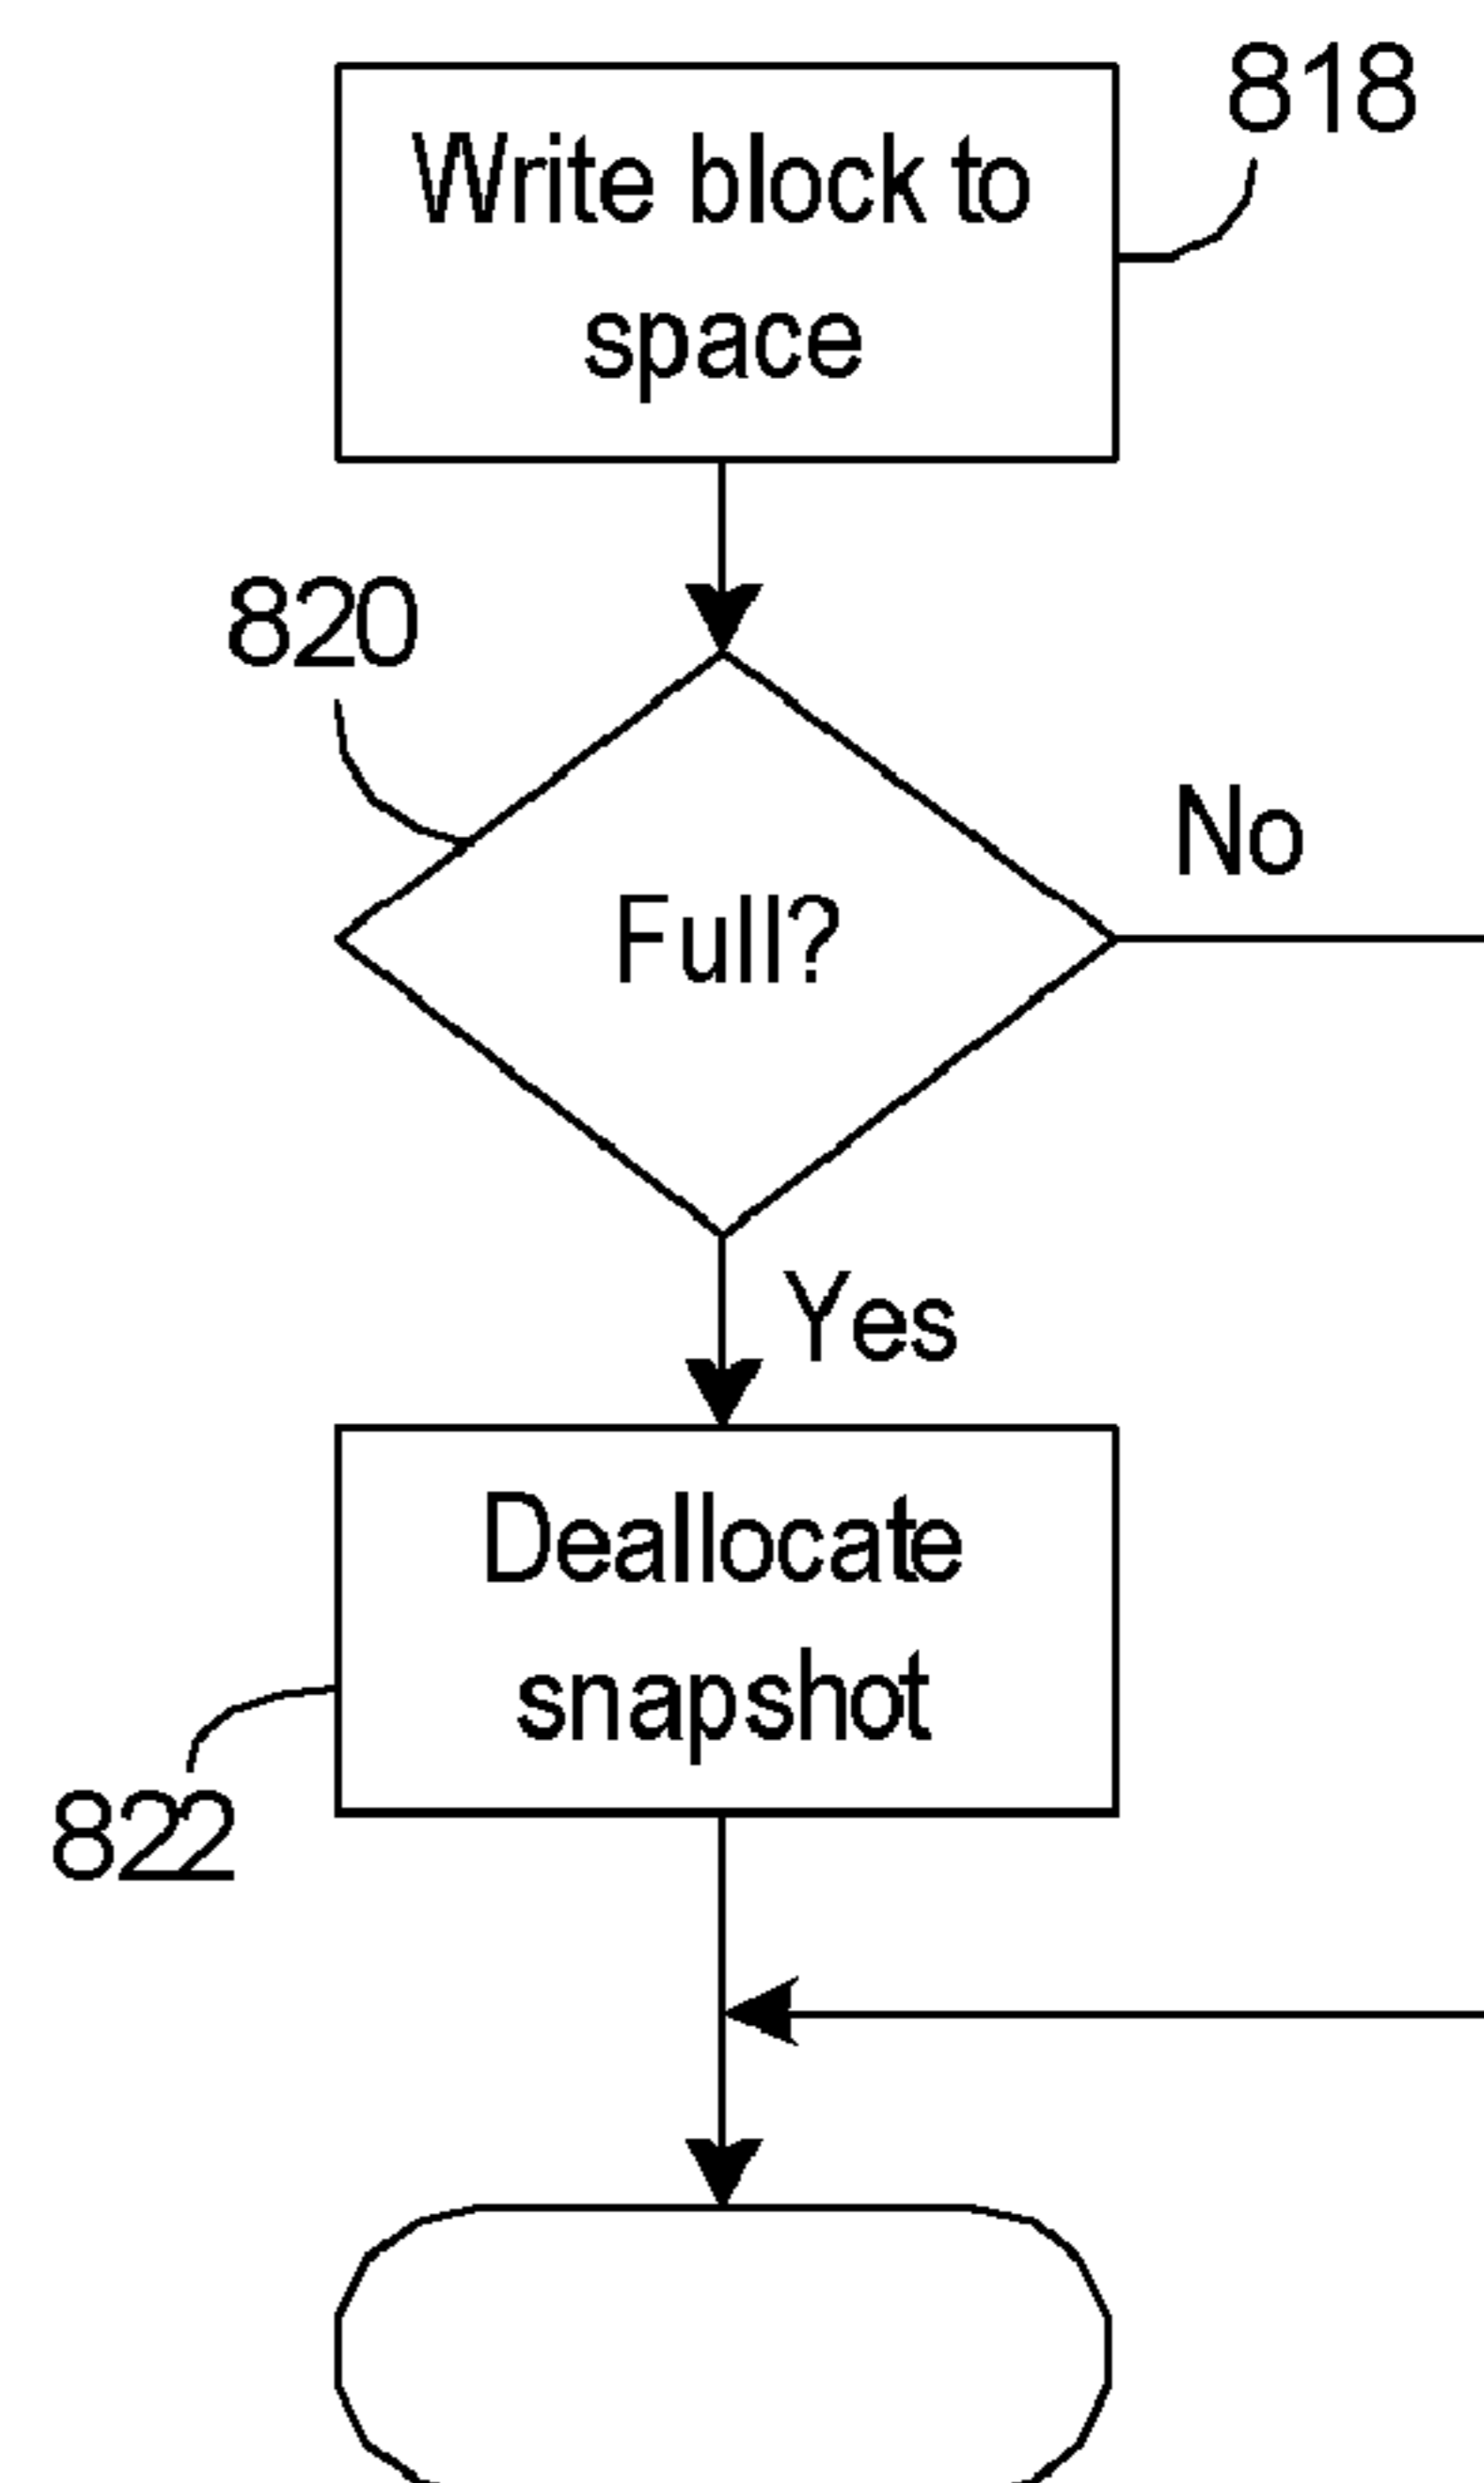 818
Write block to
space
820
No
Full?
Yes
Deallocate
snapshot
822